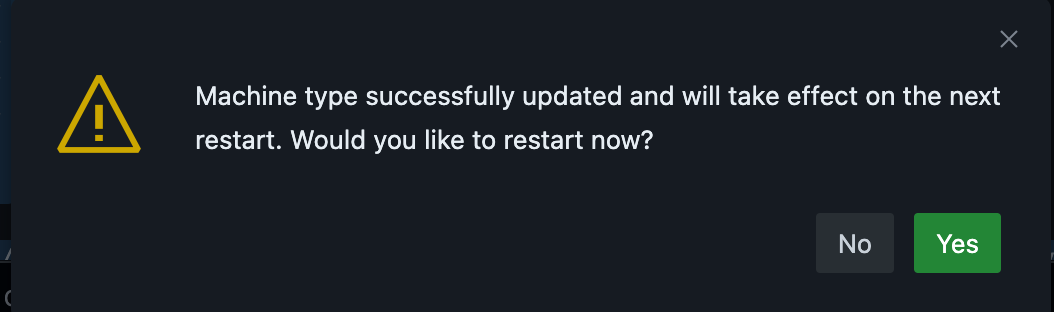 Machine type successfully updated and will take effect on the next
restart. Would you like to restart now?
No
Yes